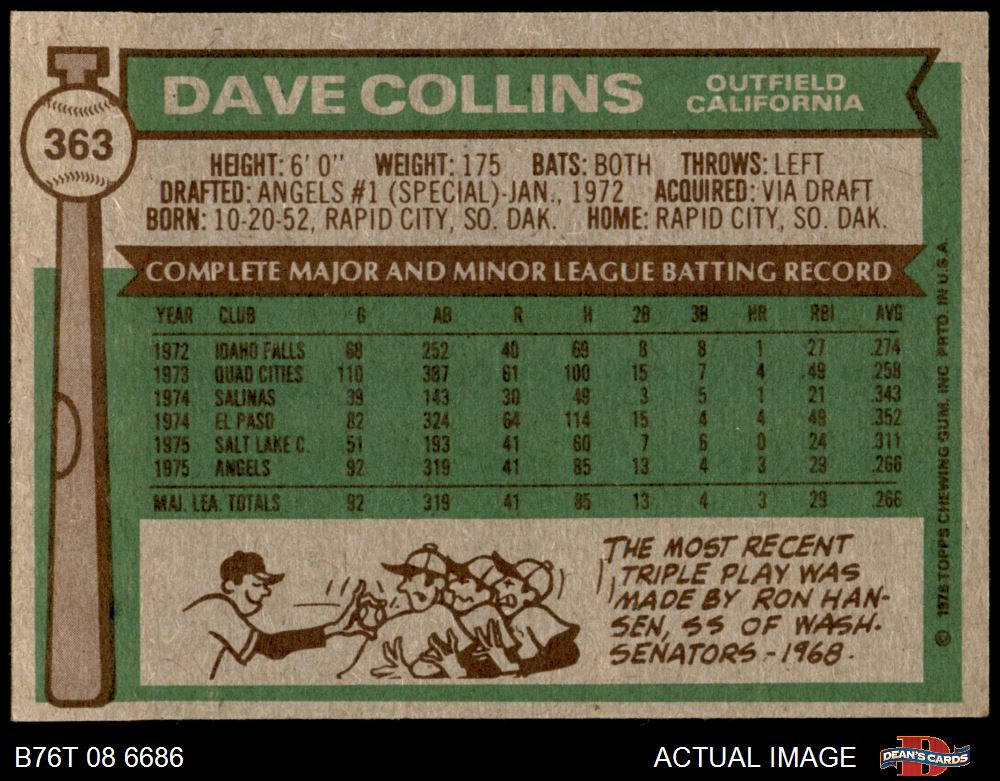 363
DAVE COLLINS
OUTFIELD
CALIFORNIA
HEIGHT: 6' 0" WEIGHT: 175 BATS: BOTH THROWS: LEFT
DRAFTED: ANGELS #1 (SPECIAL)-JAN., 1972 ACQUIRED: VIA DRAFT
BORN: 10-20-52, RAPID CITY, SO. DAK. HOME: RAPID CITY, SO. DAK.
COMPLETE MAJOR AND MINOR LEAGUE BATTING RECORD
YEAR CLUB G AB R H 2B 3B HR RBI AVG
1972 IDAHO FALLS 68 252 40 69 8 8 1 27 .274
1973 QUAD CITIES 110 387 61 100 15 7 4 49 .258
1974 SALINAS 39 143 30 49 3 5 1 21 .343
1974 EL PASO 82 324 64 114 15 4 4 49 .352
1975 SALT LAKE C. 51 193 41 60 7 6 0 24 .311
1975 ANGELS 92 319 41 85 13 4 3 29 .266
MAJ. LEA. TOTALS 92 319 41 85 13 4 3 29 .266
THE MOST RECENT
TRIPLE PLAY WAS
MADE BY RON HAN-
SEN, SS OF WASH.
SENATORS - 1968.
© 1976 TOPPS CHEWING GUM, INC PRTD IN U.S.A.
B76T 08 6686
ACTUAL IMAGE
DEAN'S CARDS